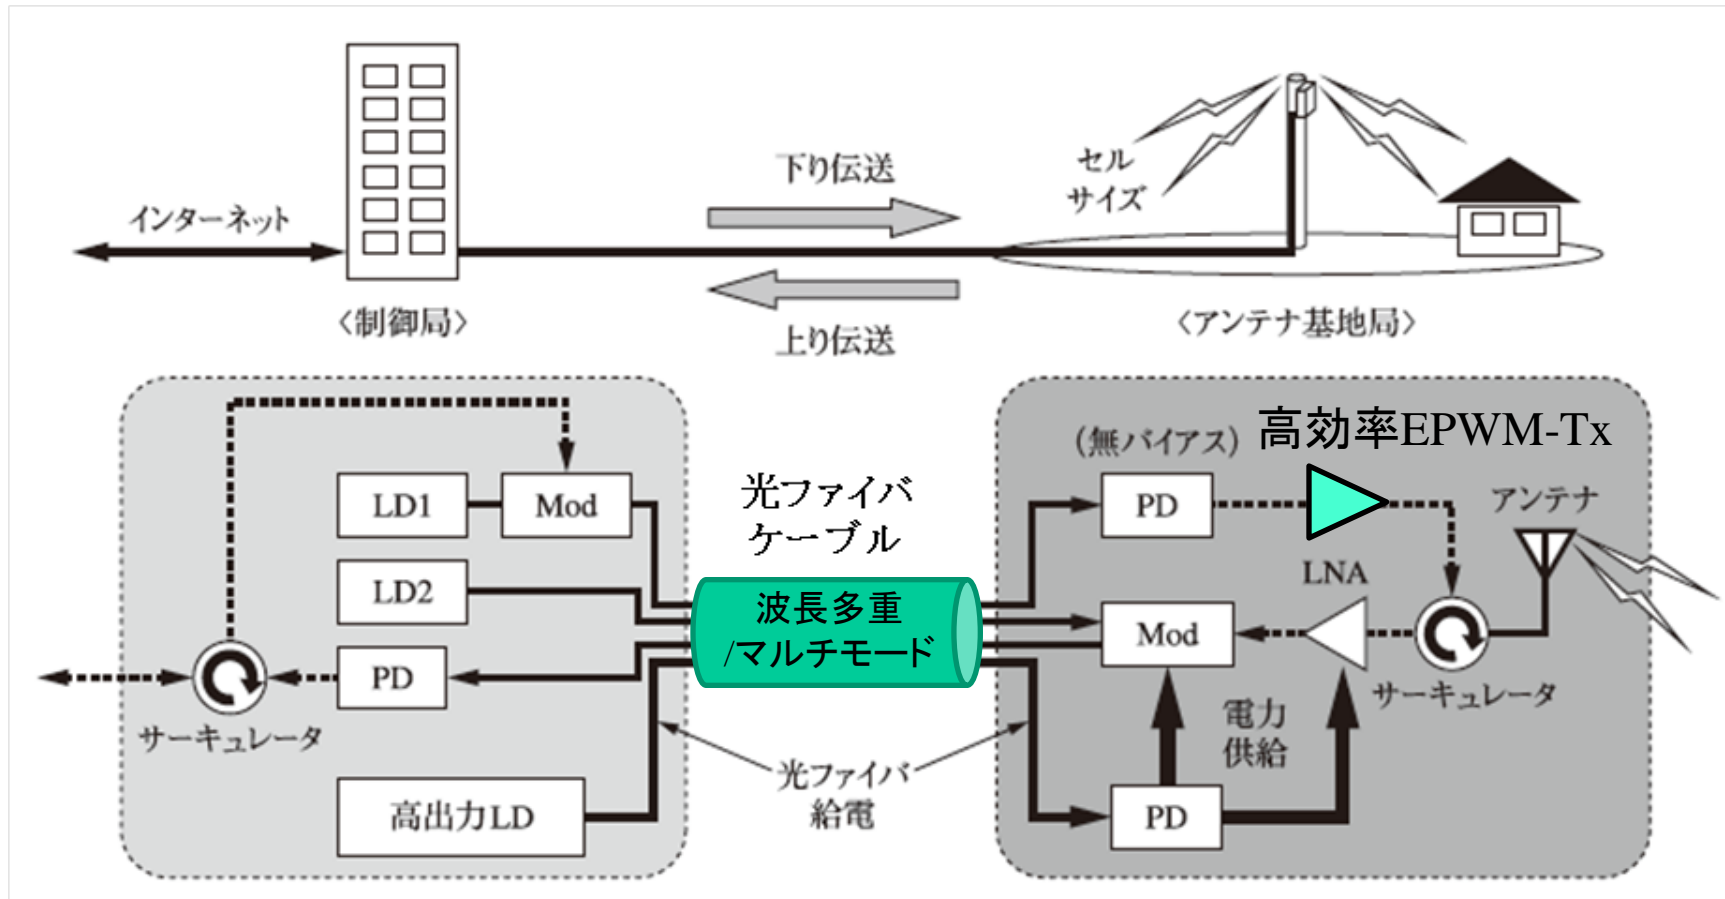 インターネット
下り伝送
セル
サイズ
〈制御局〉
上り伝送
〈アンテナ基地局〉
LD1
Mod
LD2
PD
サーキュレータ
高出力LD
光ファイバ
ケーブル
波長多重
/マルチモード
光ファイバ
給電
(無バイアス)
高効率EPWM-Tx
PD
アンテナ
LNA
Mod
サーキュレータ
電力
供給
PD